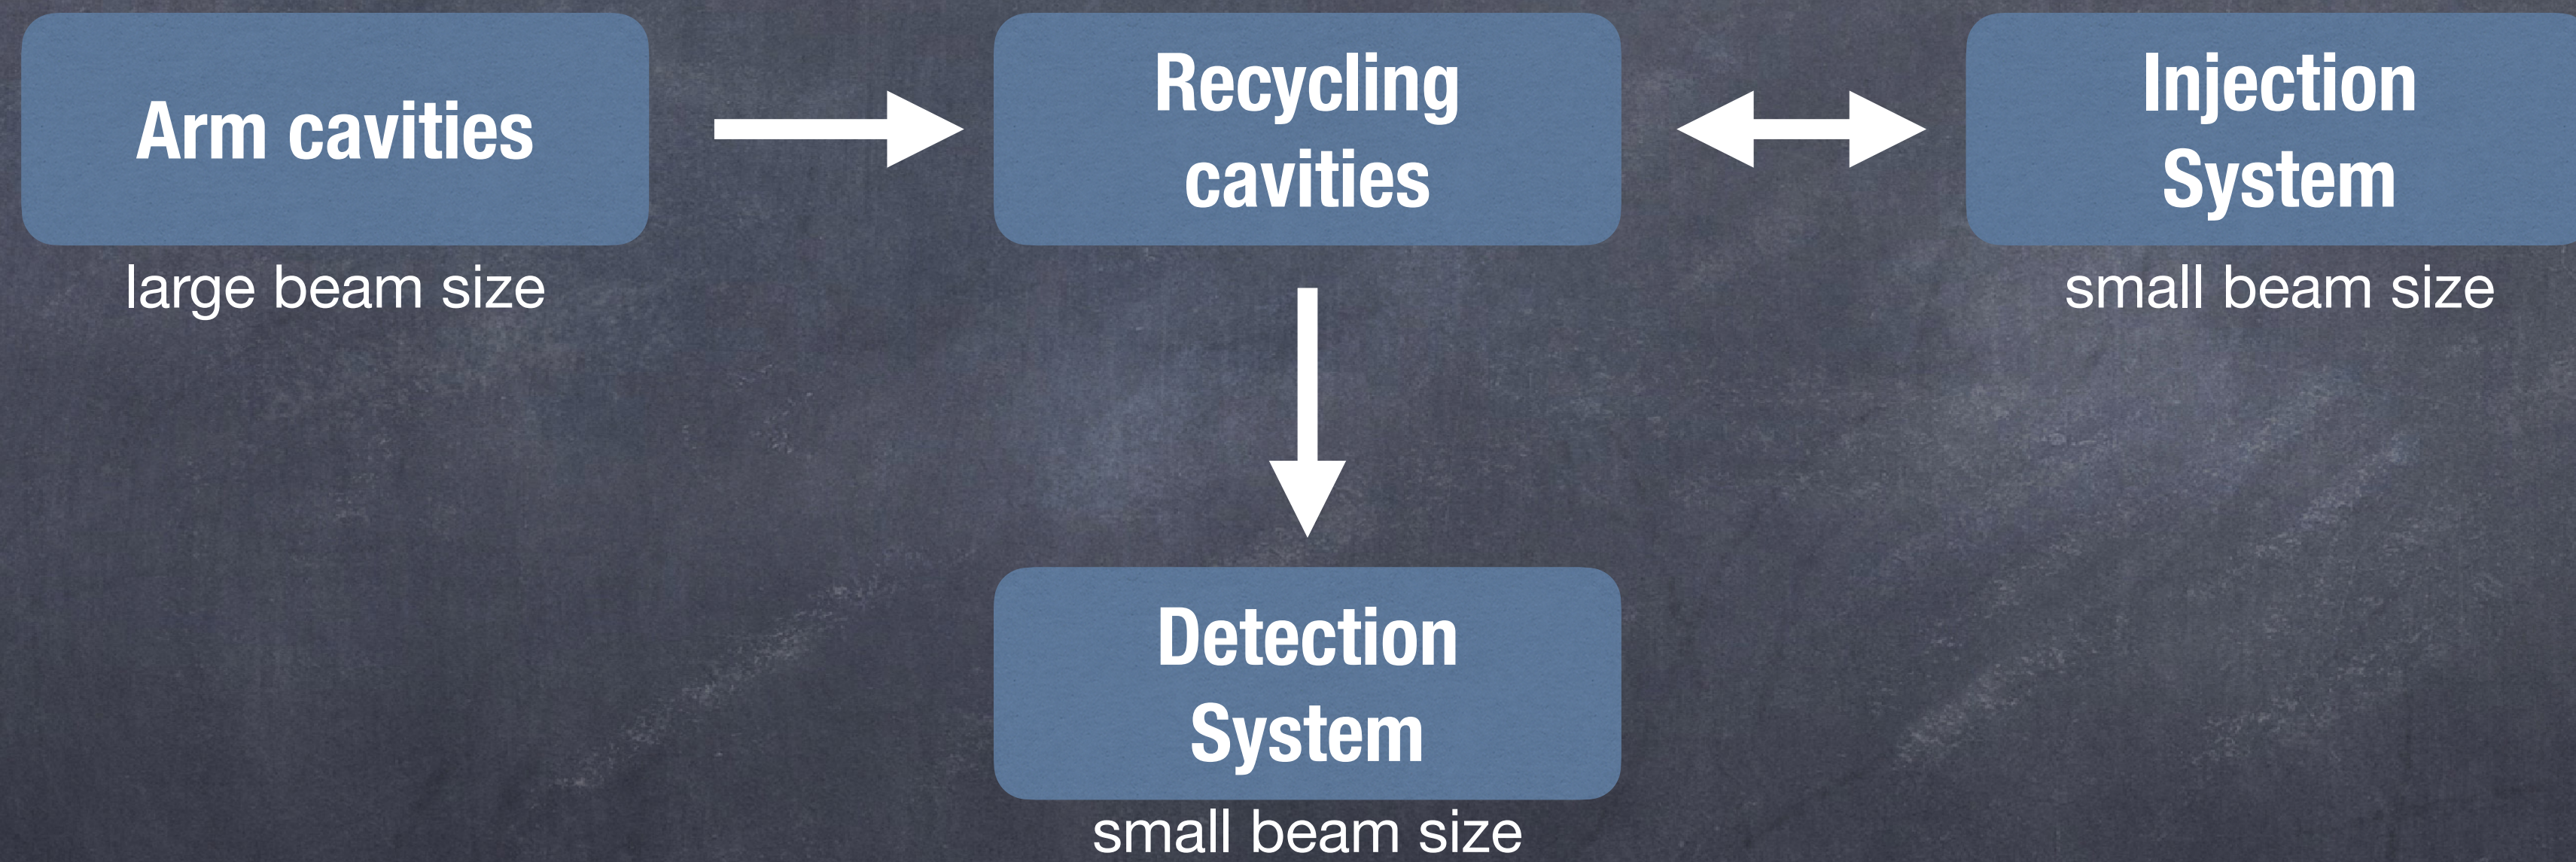 Arm cavities
large beam size
Recycling
cavities
Injection
System
small beam size
Detection
System
small beam size